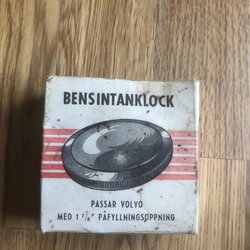 BENSINTANKLOCK
PASSAR VOLVO
MED 1 7/8" PÅFYLLNINGSÖPPNING